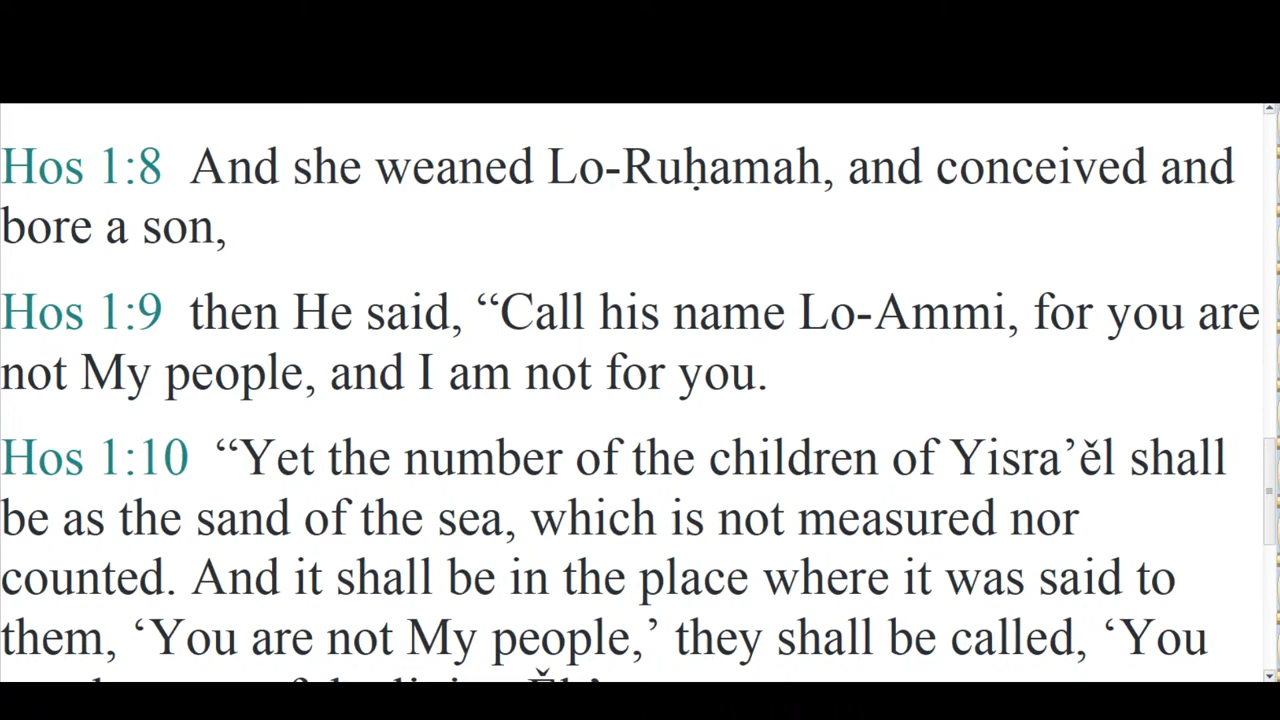 Hos 1:8 And she weaned Lo-Ruḥamah, and conceived and
bore a son,
Hos 1:9 then He said, “Call his name Lo-Ammi, for you are
not My people, and I am not for you.
Hos 1:10 “Yet the number of the children of Yisra’ěl shall
be as the sand of the sea, which is not measured nor
counted. And it shall be in the place where it was said to
them, ‘You are not My people,’ they shall be called, ‘You